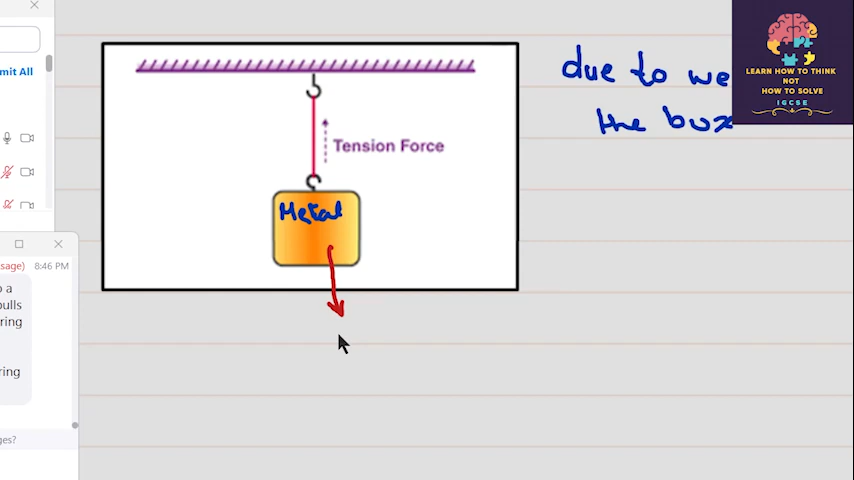 mit All
8:46 PM
sage)
o a
pulls
ring
ring
ges?
Tension Force
Metal
due to we
the box
LEARN HOW TO THINK
NOT
HOW TO SOLVE
IGCSE